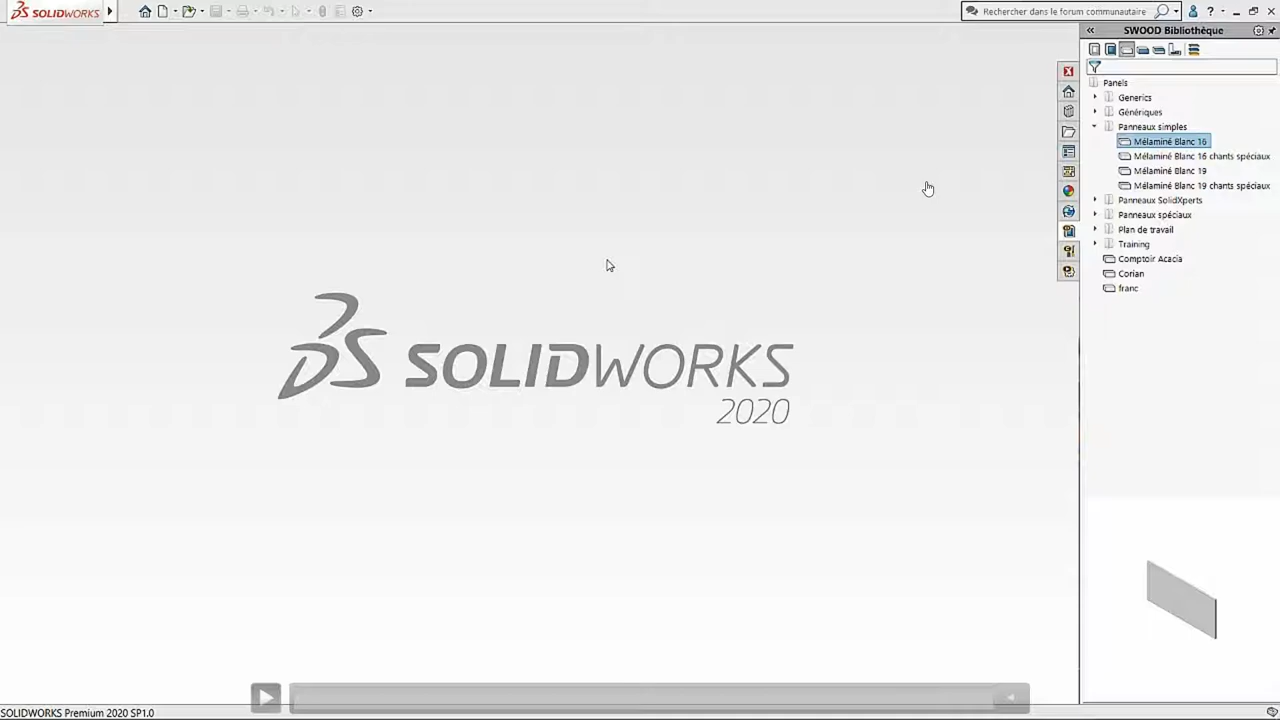 SOLIDWORKS
Rechercher dans le forum communautaire
?
SWOOD Bibliothèque
Panels
Generics
Génériques
Panneaux simples
Mélaminé Blanc 16
Mélaminé Blanc 16 chants spéciaux
Mélaminé Blanc 19
Mélaminé Blanc 19 chants spéciaux
Panneaux SolidXperts
Panneaux spéciaux
Plan de travail
Training
Comptoir Acacia
Corian
franc
SOLIDWORKS
2020
SOLIDWORKS Premium 2020 SP1.0